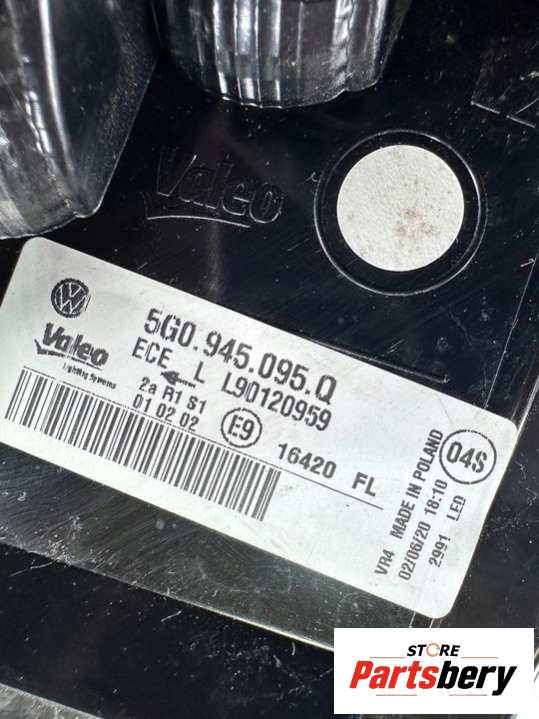 Valeo
5G0.945.095.Q
Valeo
Lighting Systems
ECE L L90120959
2a R1 S1
01 02 02
E9
16420 FL
04S
VR4 MADE IN POLAND
02/06/20 18:10
2991 LED
STORE
Partsbery